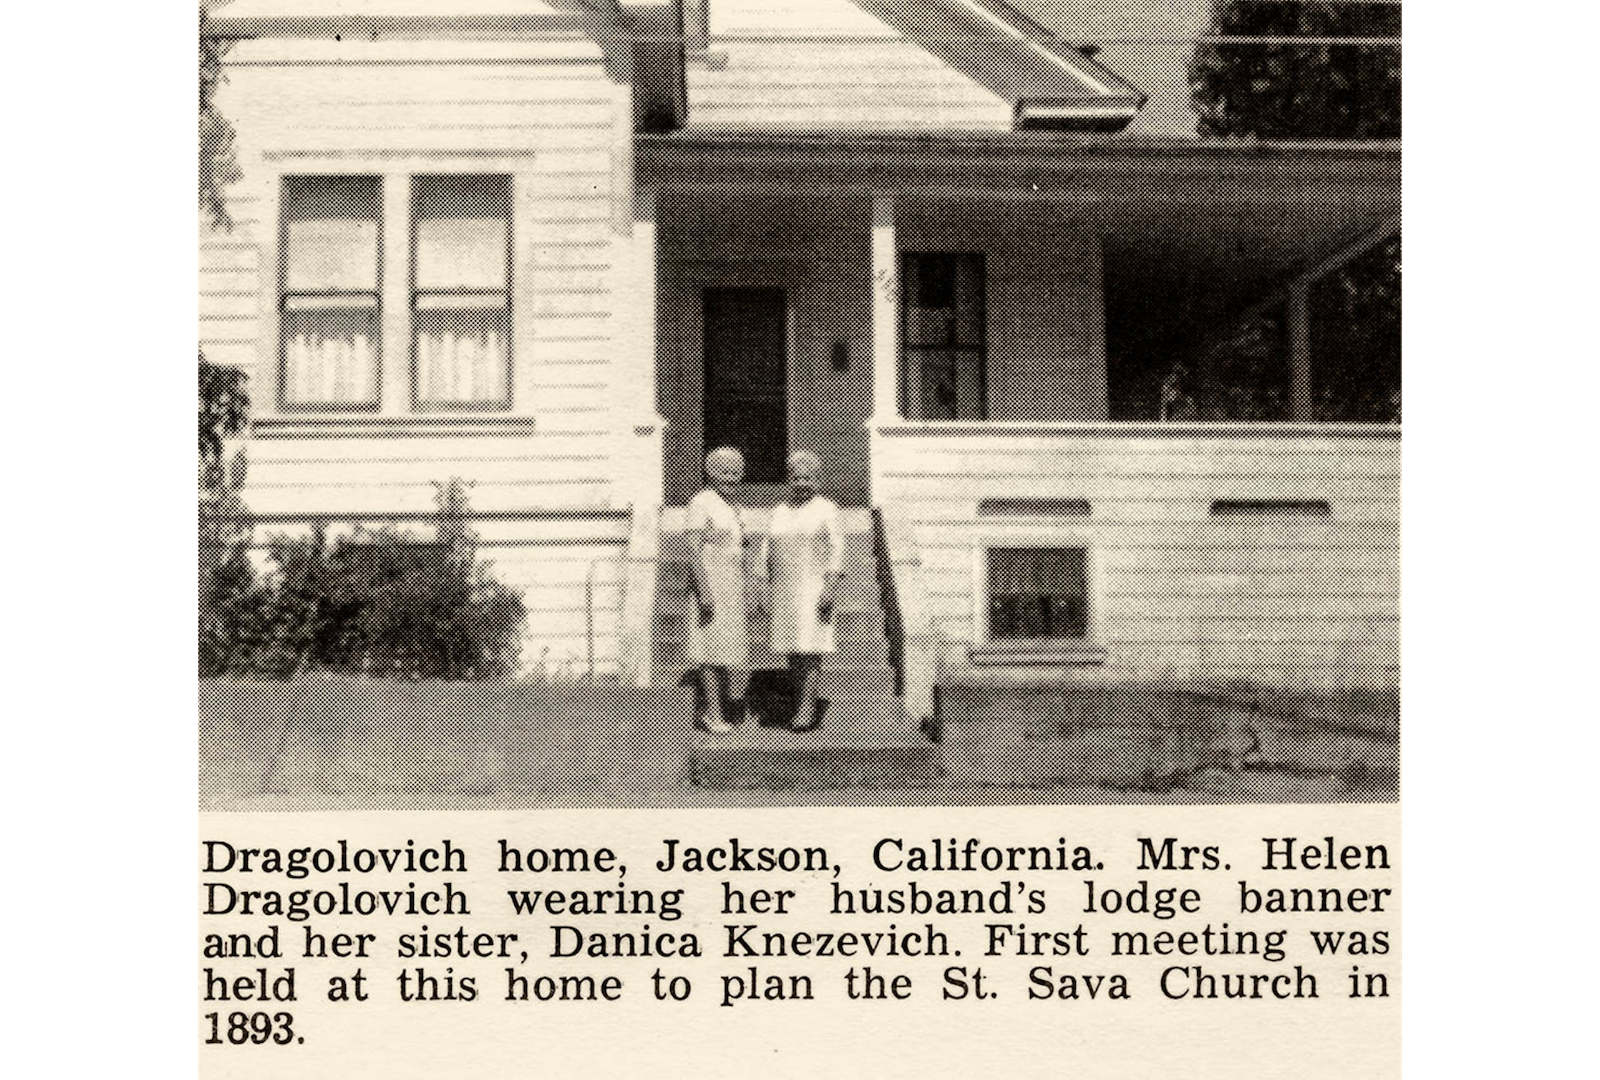 Dragolovich home, Jackson, California. Mrs. Helen
Dragolovich wearing her husband's lodge banner
and her sister, Danica Knezevich. First meeting was
held at this home to plan the St. Sava Church in
1893.